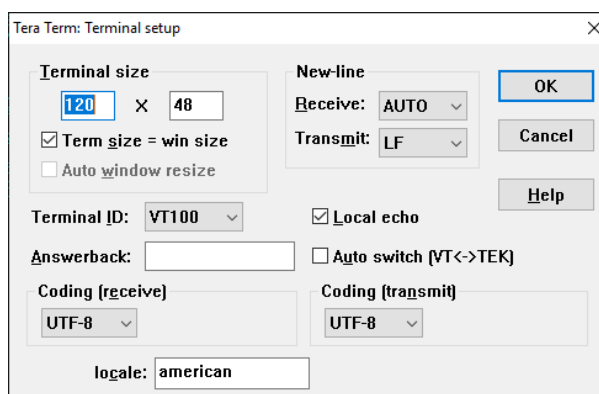 Tera Term: Terminal setup
Terminal size
120 X 48
Term size = win size
Auto window resize
New-line
Receive: AUTO
Transmit: LF
OK
Cancel
Help
Terminal ID: VT100
Local echo
Answerback:
Auto switch (VT<->TEK)
Coding (receive)
UTF-8
Coding (transmit)
UTF-8
locale: american